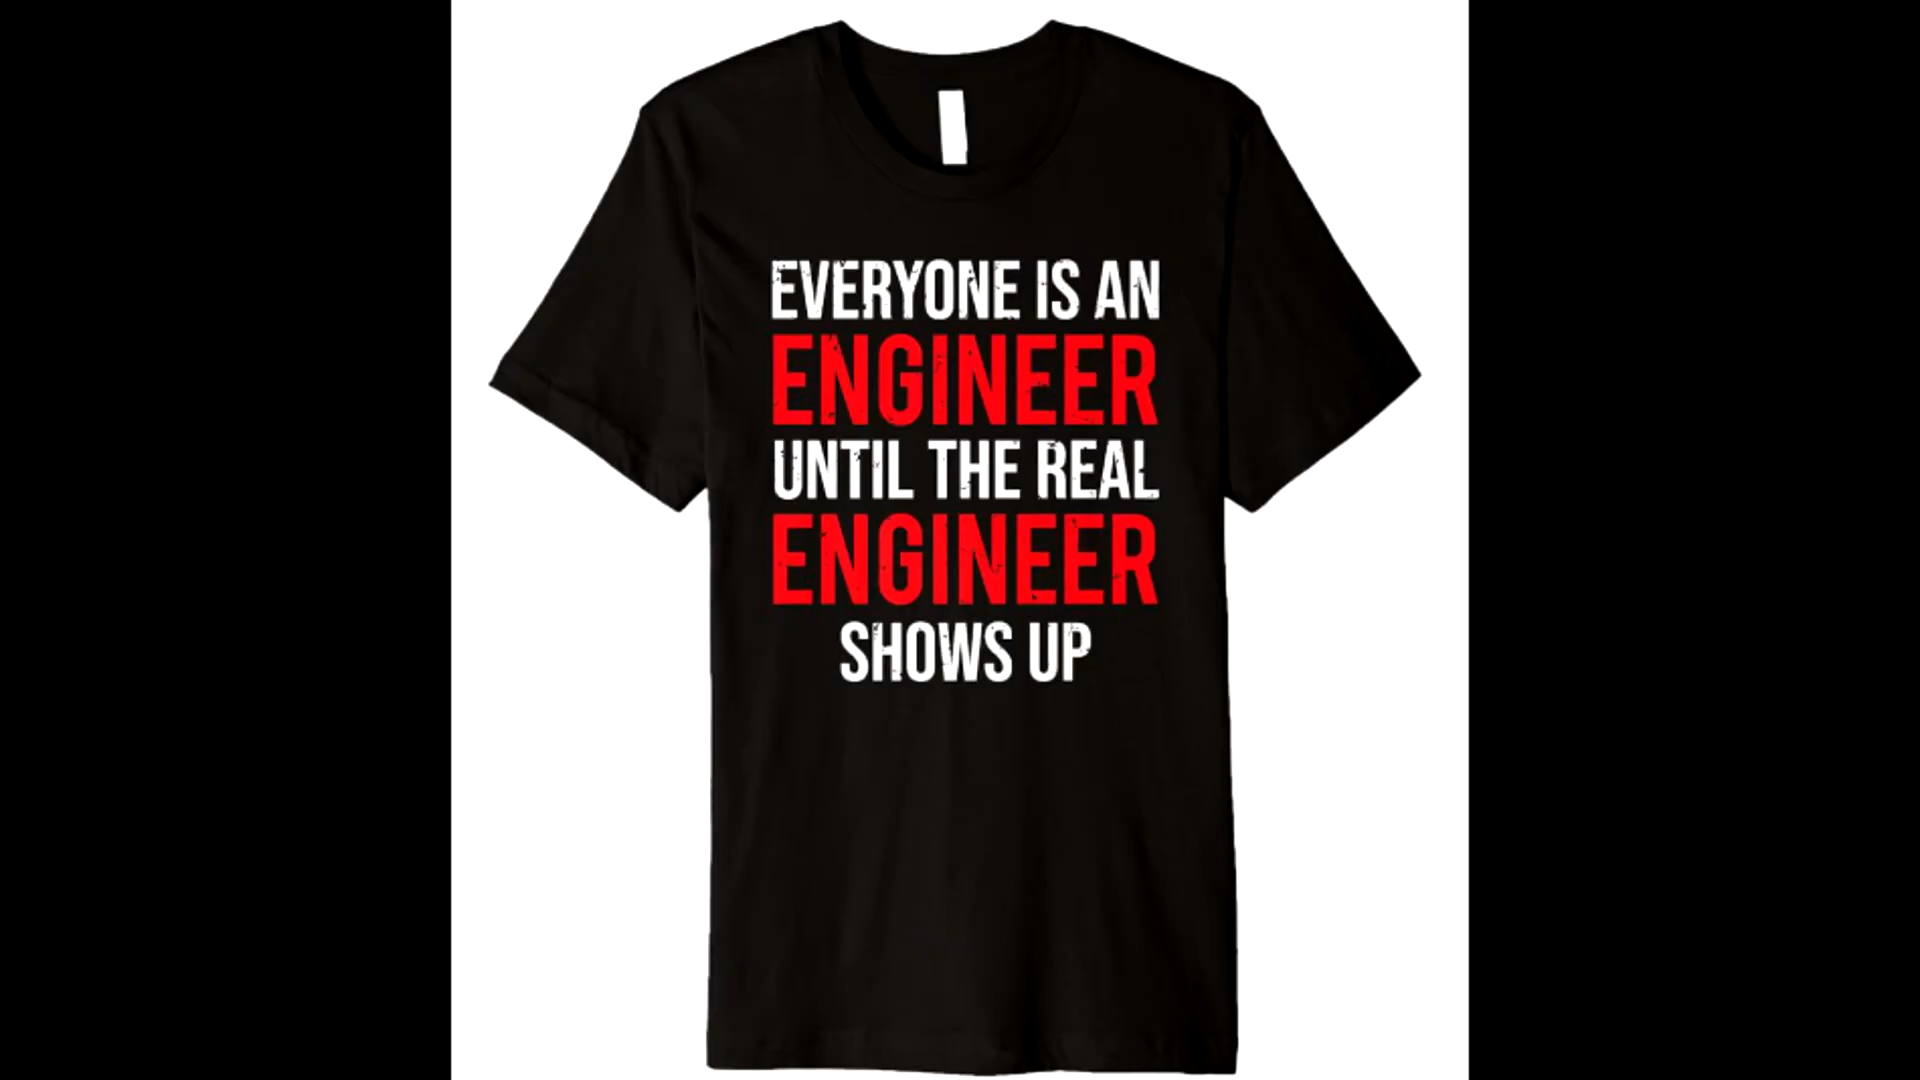 EVERYONE IS AN
ENGINEER
UNTIL THE REAL
ENGINEER
SHOWS UP